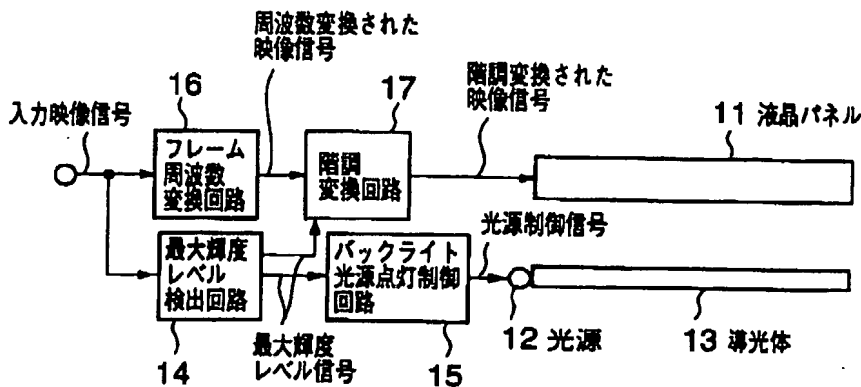 周波数変換された
映像信号
16
17
階調変換された
映像信号
入力映像信号
11 液晶パネル
フレーム
周波数
変換回路
階調
変換回路
光源制御信号
最大輝度
レベル
検出回路
バックライト
光源点灯制御
回路
12 光源
13 導光体
14
最大輝度
レベル信号
15